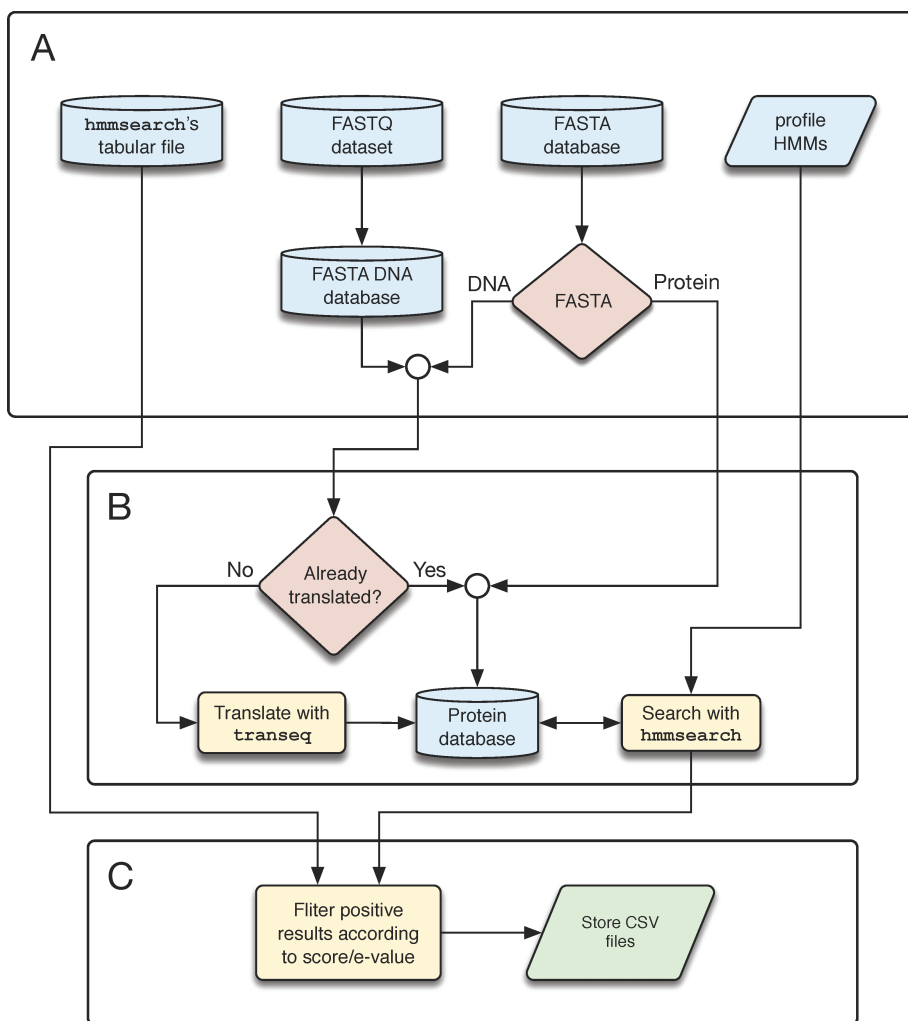 A
hmmsearch's
tabular file
FASTQ
dataset
FASTA
database
profile
HMMs
FASTA DNA
database
DNA
FASTA
Protein
B
No
Already
translated?
Yes
Translate with
transeq
Protein
database
Search with
hmmsearch
C
Fliter positive
results according
to score/e-value
Store CSV
files